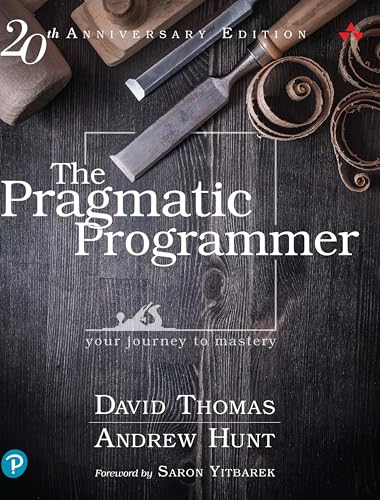 20th Anniversary Edition
The
Pragmatic
Programmer
your journey to mastery
David Thomas
Andrew Hunt
Foreword by Saron Yitbarek
P